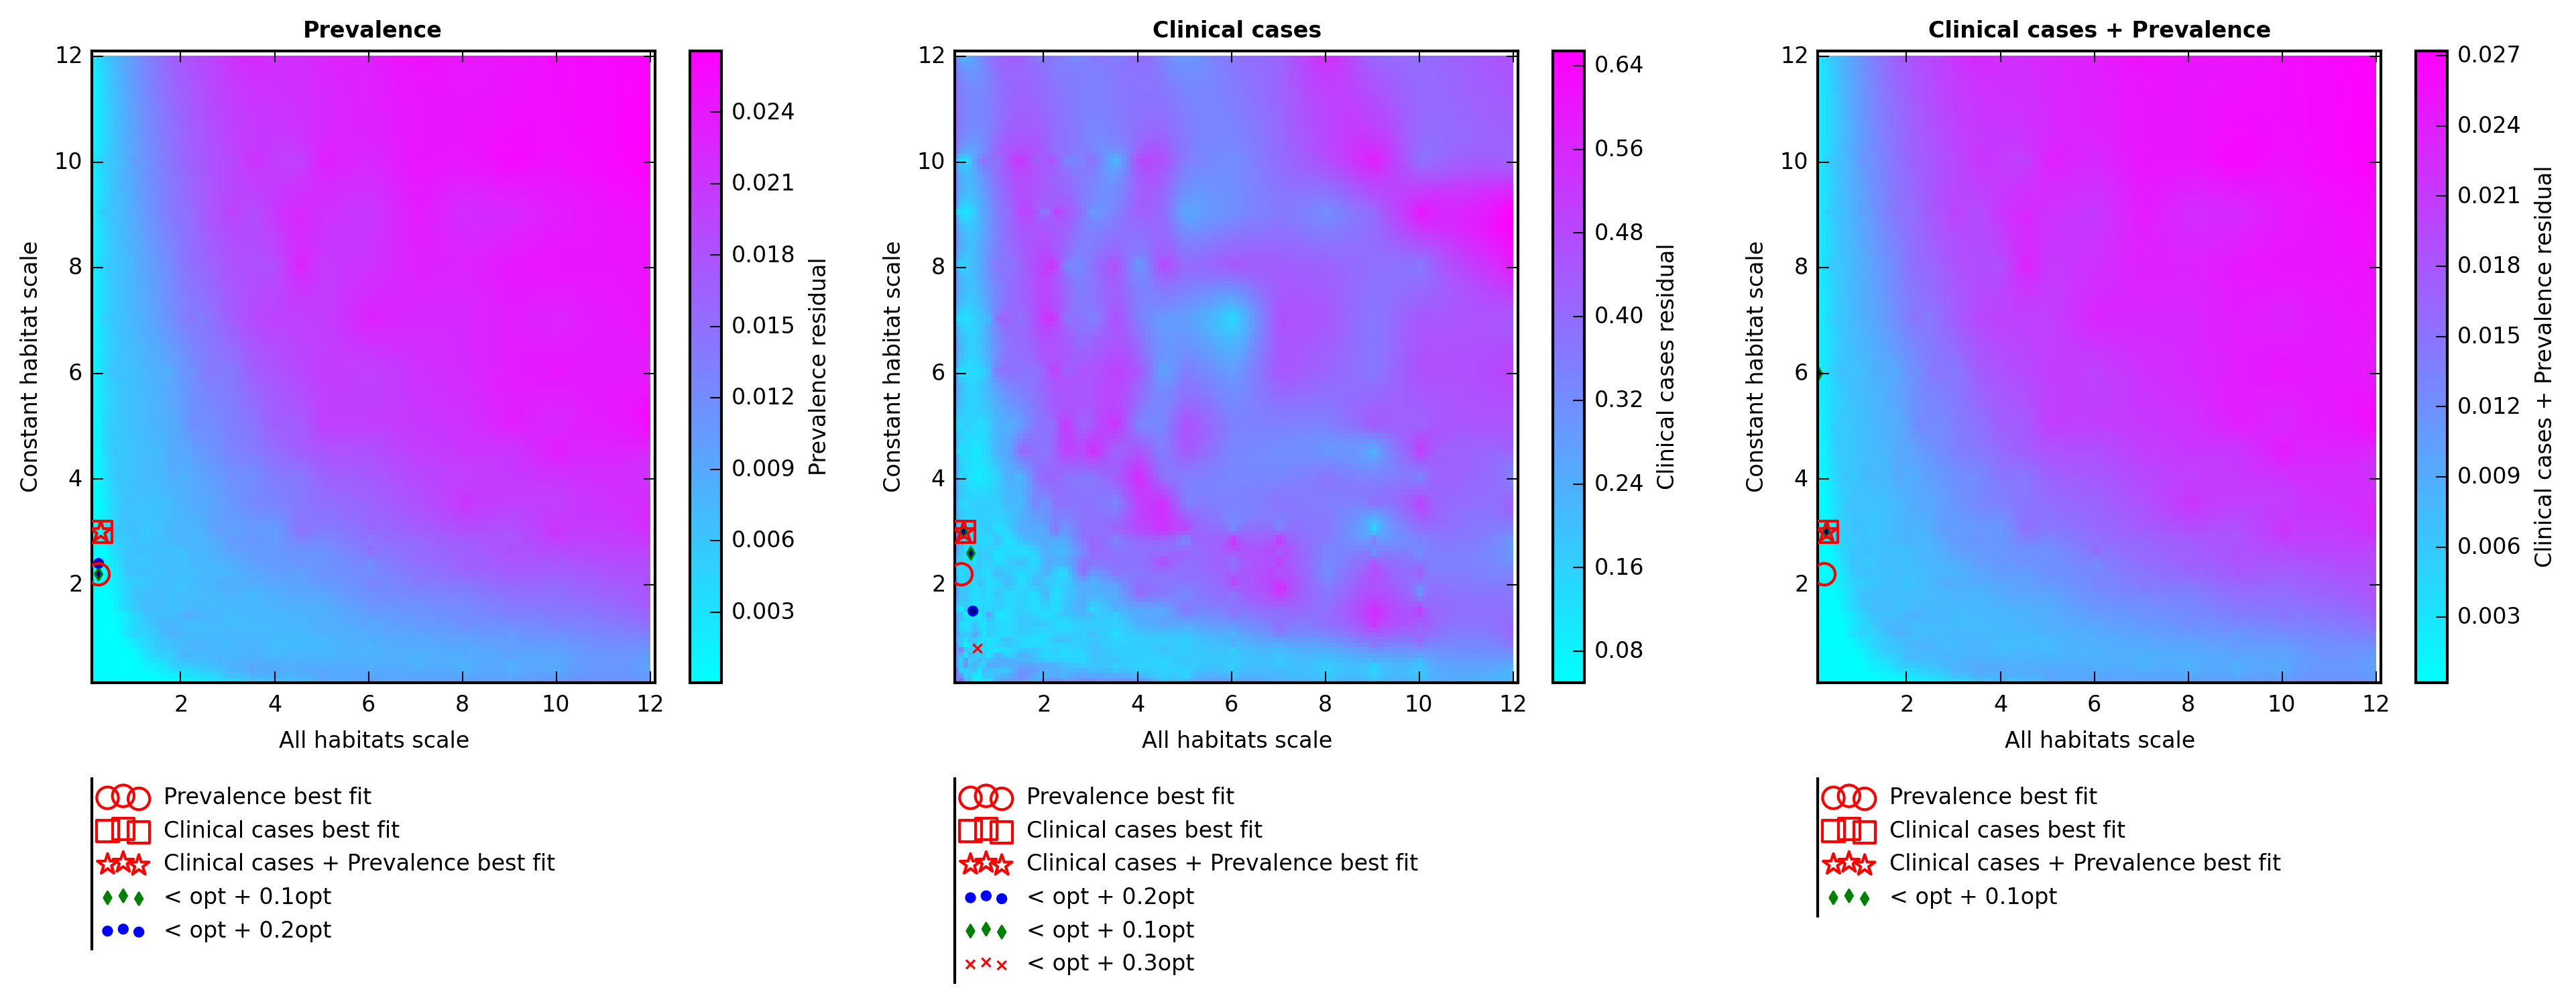 Prevalence
12
10
8
6
4
2
2 4 6 8 10 12
All habitats scale
Constant habitat scale
0.024
0.021
0.018
0.015
0.012
0.009
0.006
0.003
Prevalence residual
Prevalence best fit
Clinical cases best fit
Clinical cases + Prevalence best fit
< opt + 0.1opt
< opt + 0.2opt
Clinical cases
12
10
8
6
4
2
2 4 6 8 10 12
All habitats scale
Constant habitat scale
0.64
0.56
0.48
0.40
0.32
0.24
0.16
0.08
Clinical cases residual
Prevalence best fit
Clinical cases best fit
Clinical cases + Prevalence best fit
< opt + 0.2opt
< opt + 0.1opt
< opt + 0.3opt
Clinical cases + Prevalence
12
10
8
6
4
2
2 4 6 8 10 12
All habitats scale
Constant habitat scale
0.027
0.024
0.021
0.018
0.015
0.012
0.009
0.006
0.003
Clinical cases + Prevalence residual
Prevalence best fit
Clinical cases best fit
Clinical cases + Prevalence best fit
< opt + 0.1opt